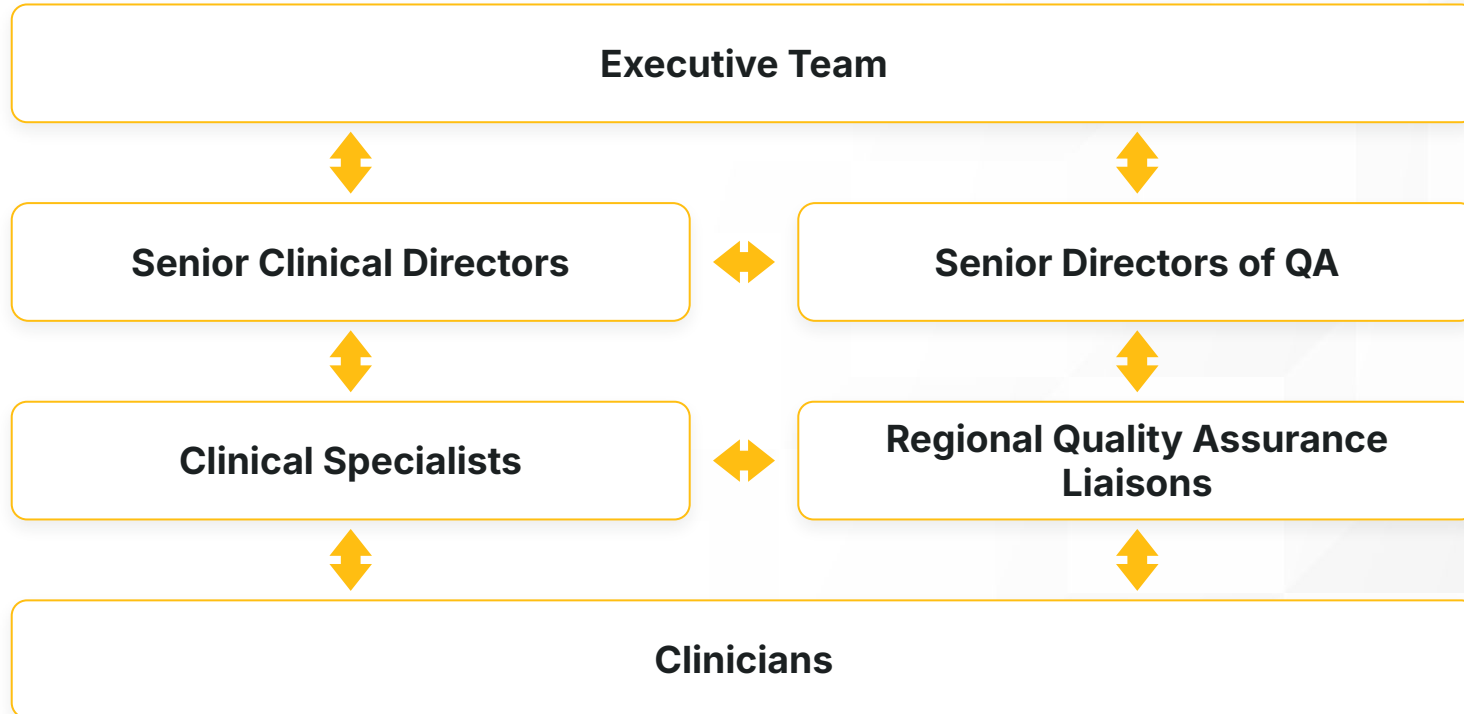 Executive Team
Senior Clinical Directors
Senior Directors of QA
Clinical Specialists
Regional Quality Assurance
Liaisons
Clinicians